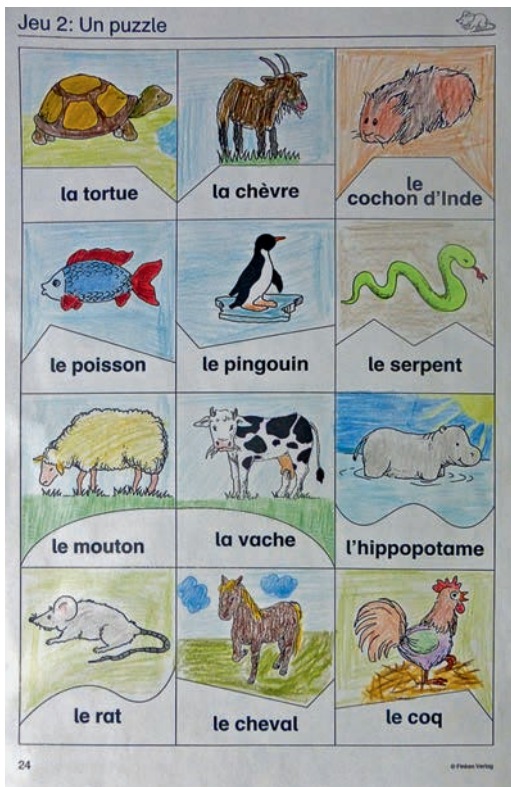 Jeu 2: Un puzzle
la tortue
la chèvre
le
cochon d'Inde
le poisson
le pingouin
le serpent
le mouton
la vache
l'hippopotame
le rat
le cheval
le coq
24
© Finken Verlag